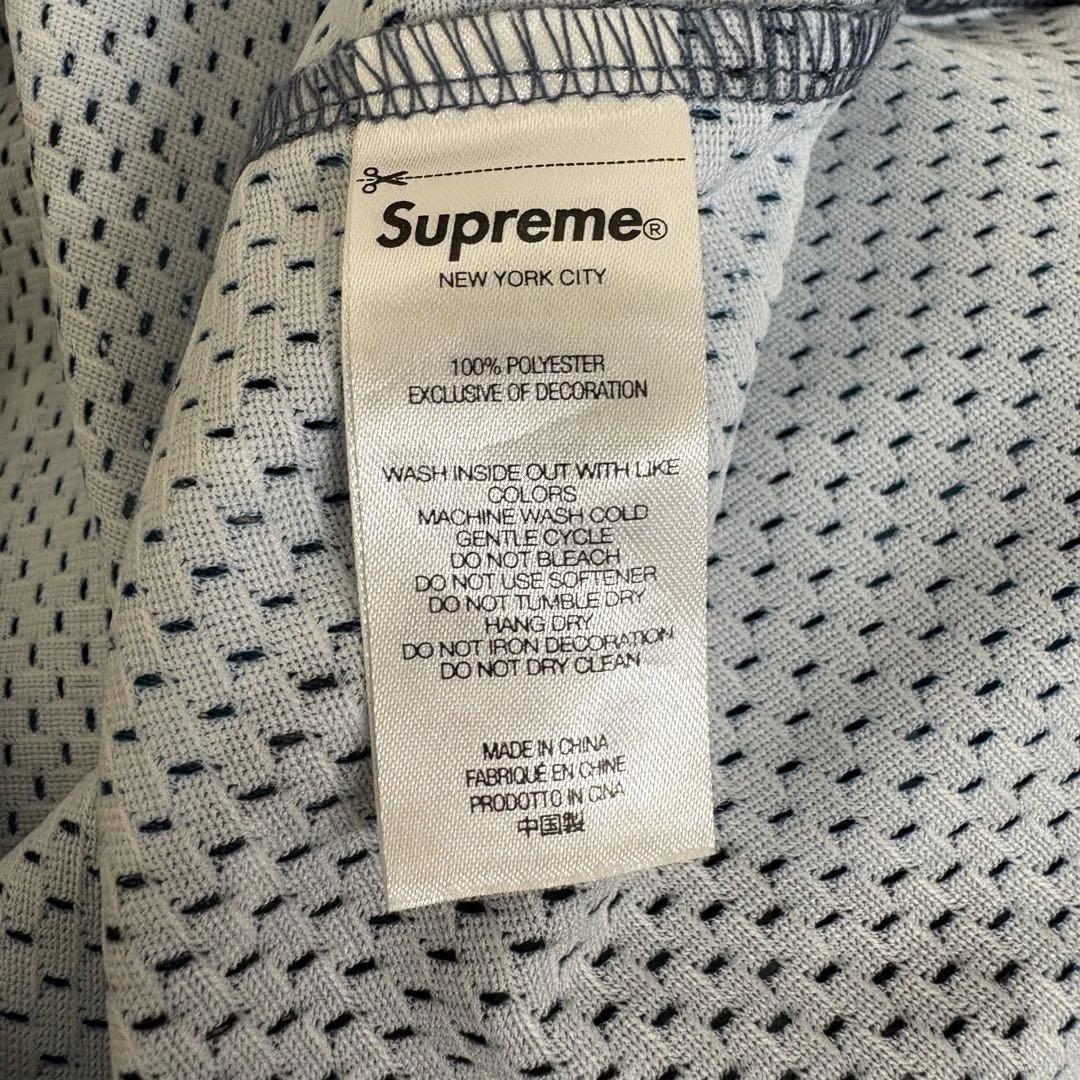 Supreme®
NEW YORK CITY
100% POLYESTER
EXCLUSIVE OF DECORATION
WASH INSIDE OUT WITH LIKE
COLORS
MACHINE WASH COLD
GENTLE CYCLE
DO NOT BLEACH
DO NOT USE SOFTENER
DO NOT TUMBLE DRY
HANG DRY
DO NOT IRON DECORATION
DO NOT DRY CLEAN
MADE IN CHINA
FABRIQUE EN CHINE
PRODOTTO IN CINA
中国製